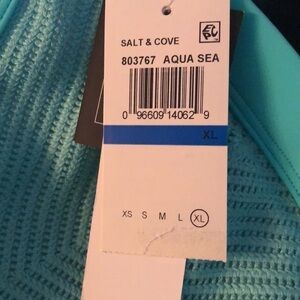 SALT & COVE
803767 AQUA SEA
0 96609 14062 9
XL
XS S M L XL